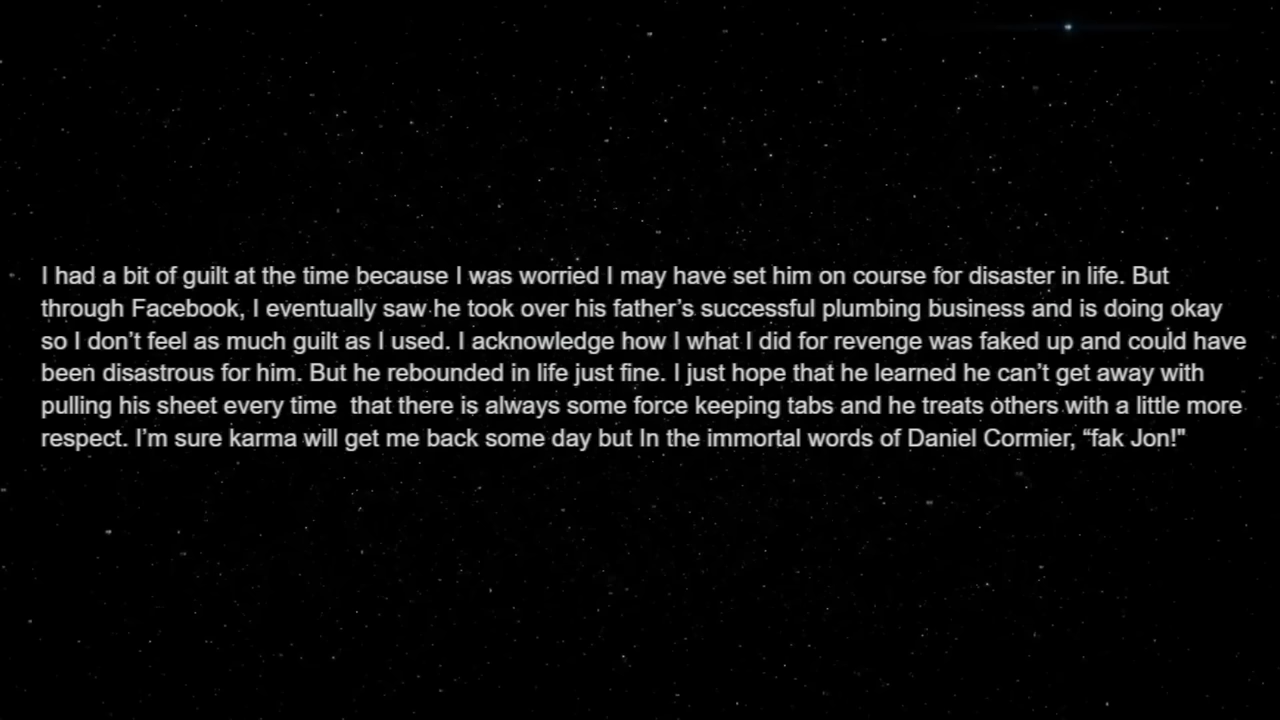 I had a bit of guilt at the time because I was worried I may have set him on course for disaster in life. But
through Facebook, I eventually saw he took over his father’s successful plumbing business and is doing okay
so I don’t feel as much guilt as I used. I acknowledge how I what I did for revenge was faked up and could have
been disastrous for him. But he rebounded in life just fine. I just hope that he learned he can’t get away with
pulling his sheet every time  that there is always some force keeping tabs and he treats others with a little more
respect. I’m sure karma will get me back some day but In the immortal words of Daniel Cormier, “fak Jon!"